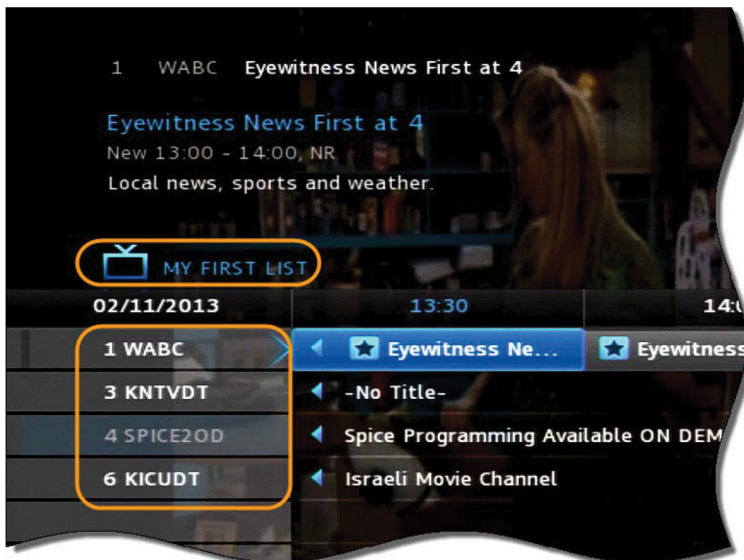 1 WABC Eyewitness News First at 4
Eyewitness News First at 4
New 13:00 - 14:00, NR
Local news, sports and weather.
MY FIRST LIST
02/11/2013 13:30 14:
1 WABC Eyewitness Ne... Eyewitness
3 KNTVDT -No Title-
4 SPICE2OD Spice Programming Available ON DEM
6 KICUDT Israeli Movie Channel